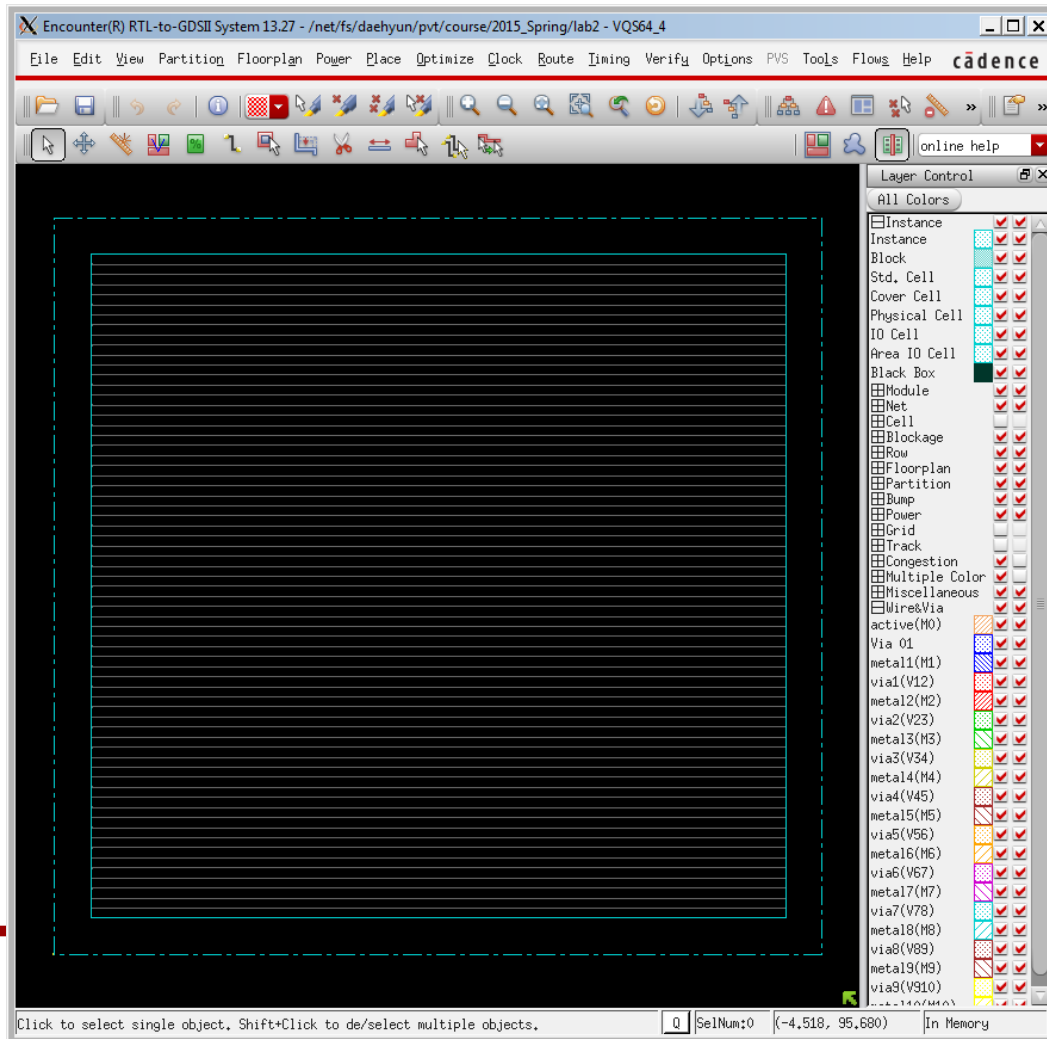 Encounter(R) RTL-to-GDSII System 13.27 - /net/fs/daehyun/pvt/course/2015_Spring/lab2 - VQS64_4
File Edit View Partition Floorplan Power Place Optimize Clock Route Timing Verify Options PVS Tools Flows Help cādence
» »
online help
Layer Control
All Colors
Instance
Instance
Block
Std. Cell
Cover Cell
Physical Cell
IO Cell
Area IO Cell
Black Box
Module
Net
Cell
Blockage
Row
Floorplan
Partition
Bump
Power
Grid
Track
Congestion
Multiple Color
Miscellaneous
Wire&Via
active(M0)
Via 01
metal1(M1)
via1(V12)
metal2(M2)
via2(V23)
metal3(M3)
via3(V34)
metal4(M4)
via4(V45)
metal5(M5)
via5(V56)
metal6(M6)
via6(V67)
metal7(M7)
via7(V78)
metal8(M8)
via8(V89)
metal9(M9)
via9(V910)
metal10(M10)
Click to select single object. Shift+Click to de/select multiple objects. Q SelNum:0 (-4.518, 95.680) In Memory